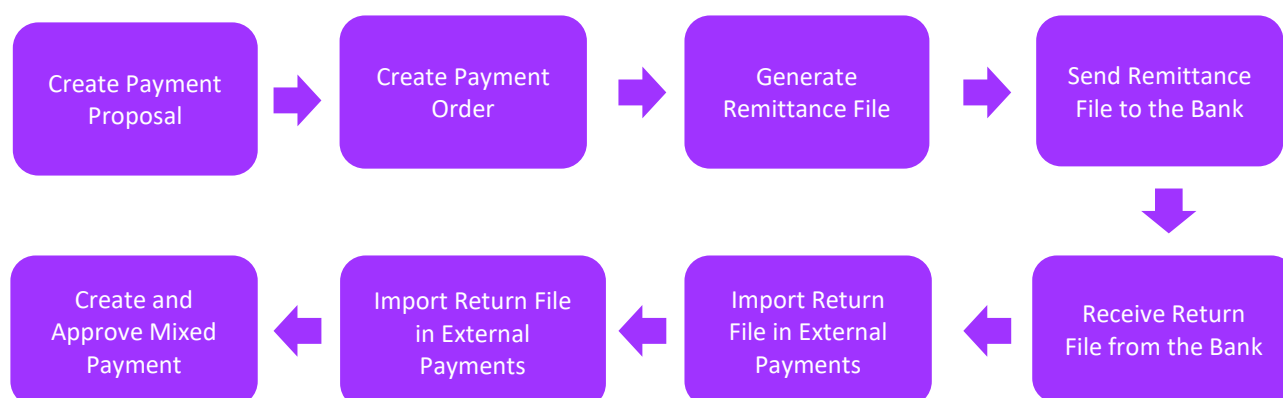 Create Payment
Proposal
Create Payment
Order
Generate
Remittance File
Send Remittance
File to the Bank
Receive Return
File from the Bank
Import Return
File in External
Payments
Import Return File
in External
Payments
Create and
Approve Mixed
Payment